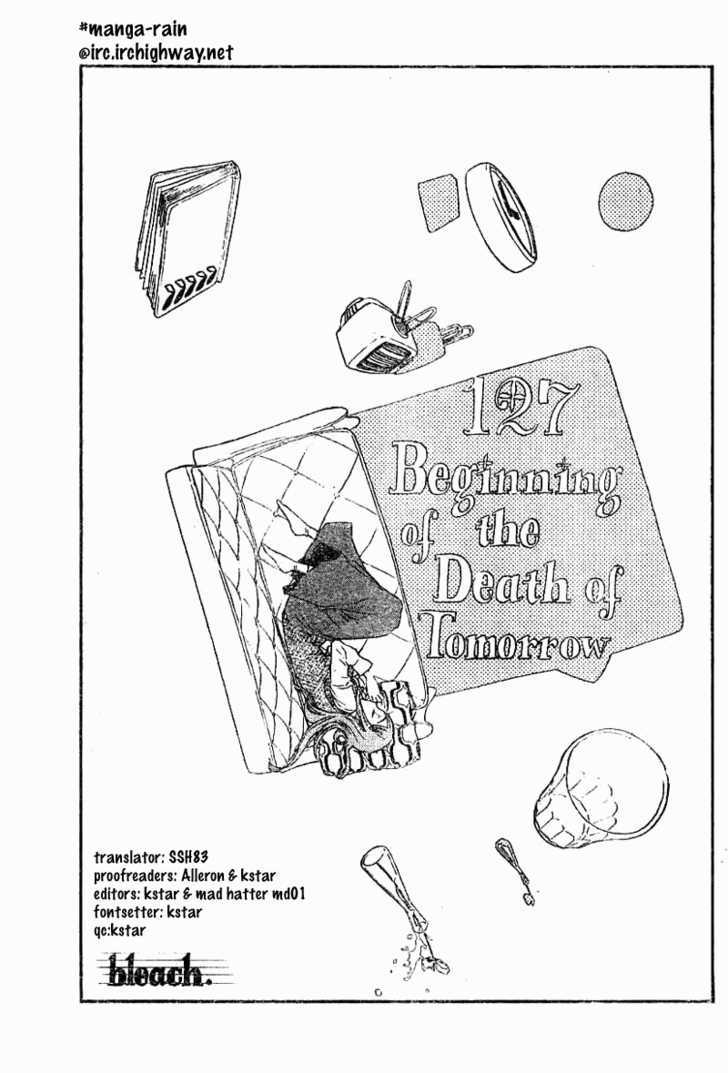 #manga-rain
@irc.irchighway.net
127
Beginning
of the
Death of
Tomorrow
translator: SSH83
proofreaders: Alleron & kstar
editors: kstar & mad hatter md01
fontsetter: kstar
qc:kstar
bleach.